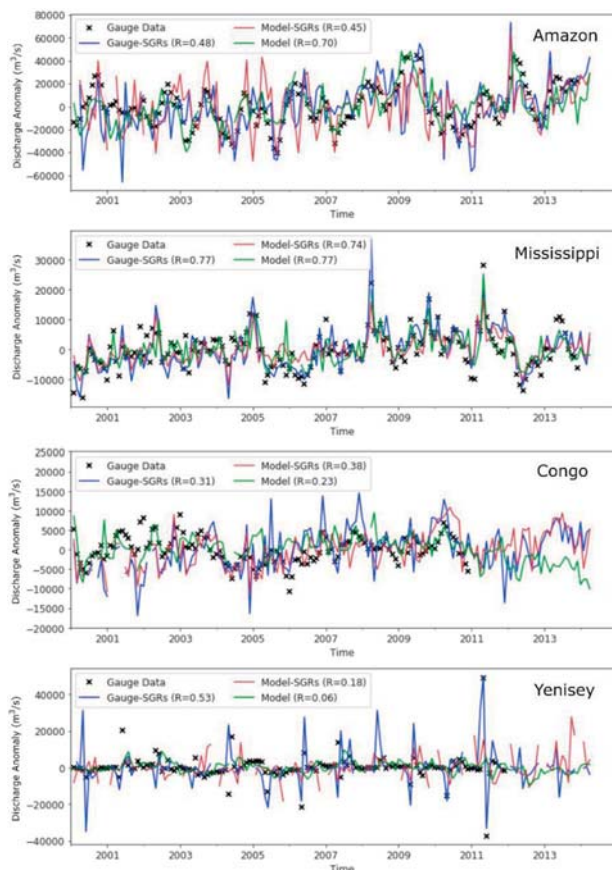 Gauge Data
Gauge-SGRs (R=0.48)
Model-SGRs (R=0.45)
Model (R=0.70)
Amazon
Discharge Anomaly (m³/s)
80000
60000
40000
20000
0
−20000
−40000
−60000
2001 2003 2005 2007 2009 2011 2013
Time
Gauge Data
Gauge-SGRs (R=0.77)
Model-SGRs (R=0.74)
Model (R=0.77)
Mississippi
Discharge Anomaly (m³/s)
30000
20000
10000
0
−10000
2001 2003 2005 2007 2009 2011 2013
Time
Gauge Data
Gauge-SGRs (R=0.31)
Model-SGRs (R=0.38)
Model (R=0.23)
Congo
Discharge Anomaly (m³/s)
25000
20000
15000
10000
5000
0
−5000
−10000
−15000
−20000
2001 2003 2005 2007 2009 2011 2013
Time
Gauge Data
Gauge-SGRs (R=0.53)
Model-SGRs (R=0.18)
Model (R=0.06)
Yenisey
Discharge Anomaly (m³/s)
40000
20000
0
−20000
−40000
2001 2003 2005 2007 2009 2011 2013
Time